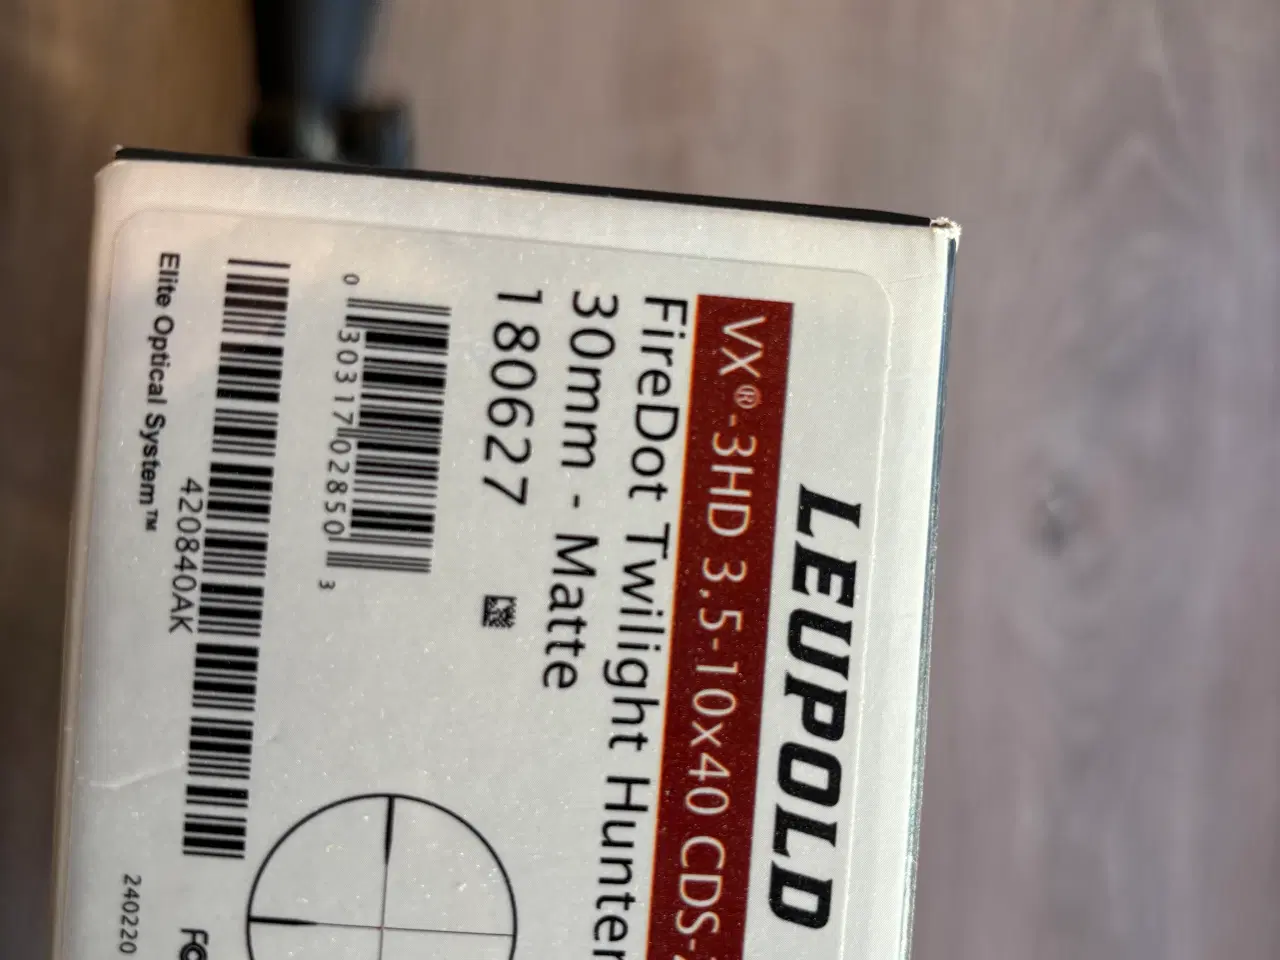 LEUPOLD
VX®-3HD 3.5-10x40 CDS-
FireDot Twilight Hunter
30mm - Matte
180627
0 30317 02850 3
420840AK
Elite Optical System™
240220
FC